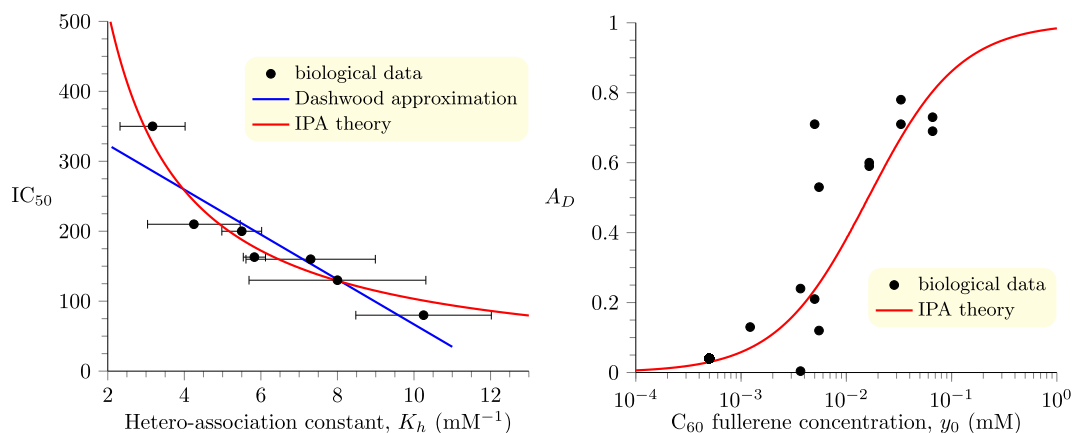 500
400
300
200
100
0
IC₅₀
2 4 6 8 10 12
Hetero-association constant, Kₕ (mM⁻¹)
biological data
Dashwood approximation
IPA theory
1
0.8
0.6
0.4
0.2
0
A_D
10⁻⁴ 10⁻³ 10⁻² 10⁻¹ 10⁰
C₆₀ fullerene concentration, y₀ (mM)
biological data
IPA theory